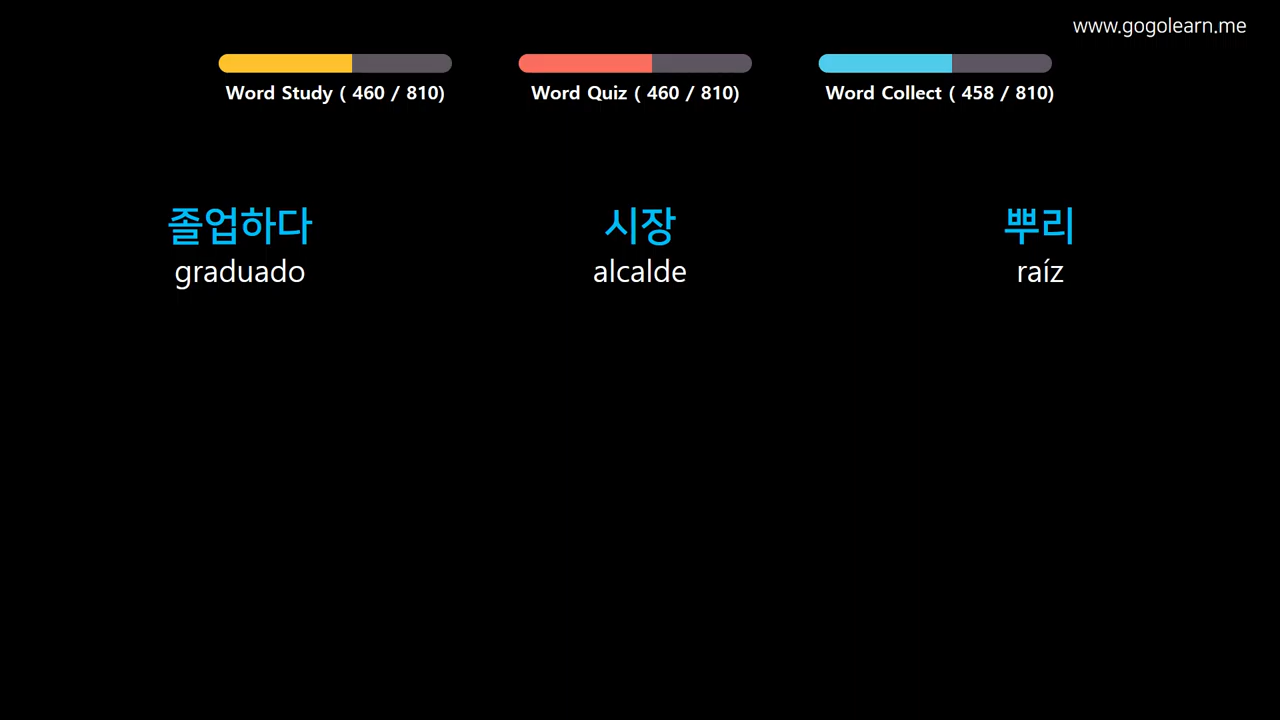 www.gogolearn.me
Word Study ( 460 / 810)
Word Quiz ( 460 / 810)
Word Collect ( 458 / 810)
졸업하다
graduado
시장
alcalde
뿌리
raíz